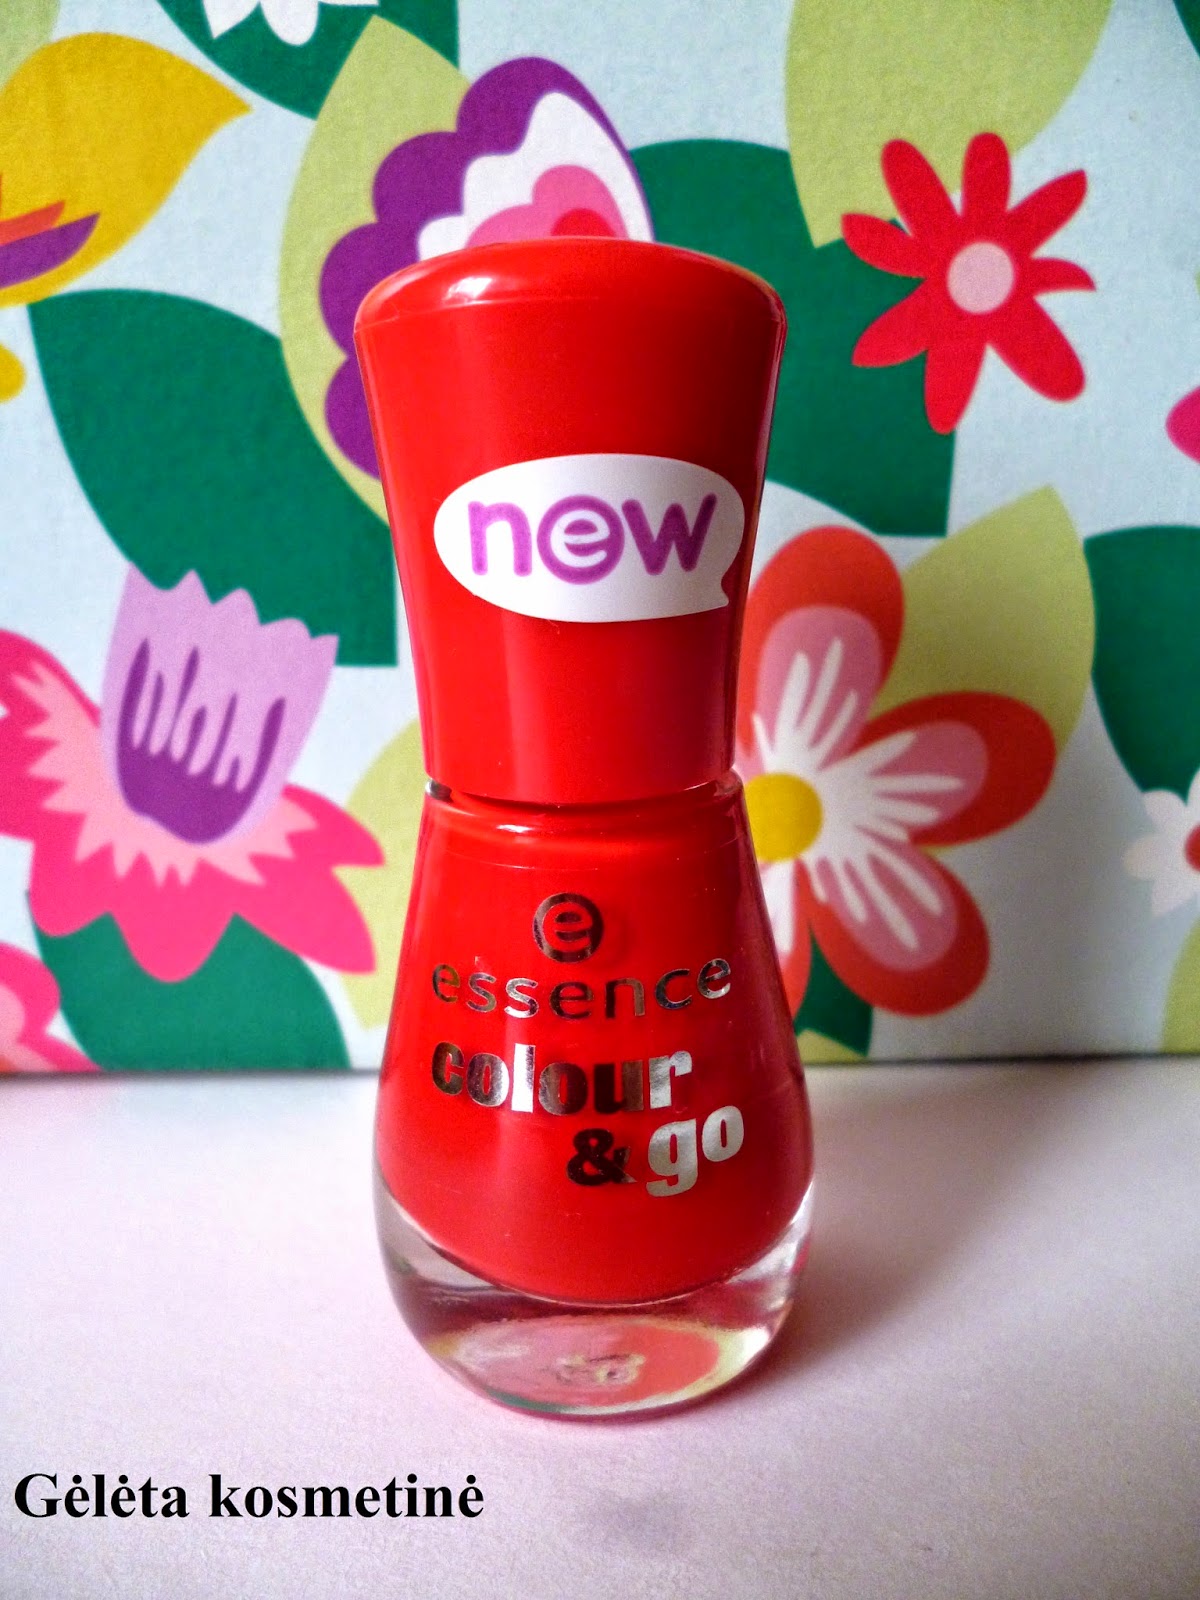 new
e
essence
colour
& go
Gėlėta kosmetinė